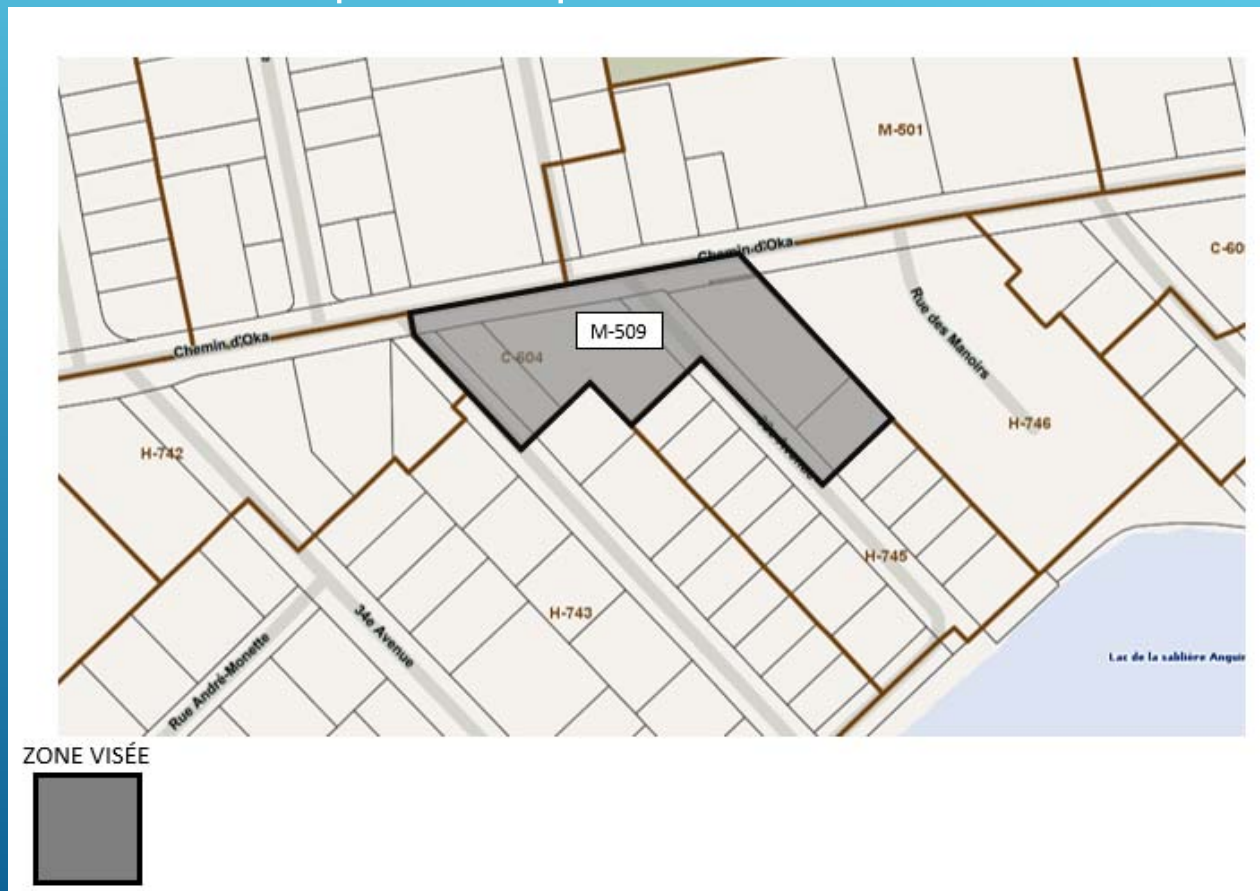 M-501
Chemin d'Oka
C-60
Chemin d'Oka
M-509
C-604
Rue des Manoirs
H-746
H-742
H-745
H-743
34e Avenue
Rue André-Monette
Lac de la sablière
ZONE VISÉE